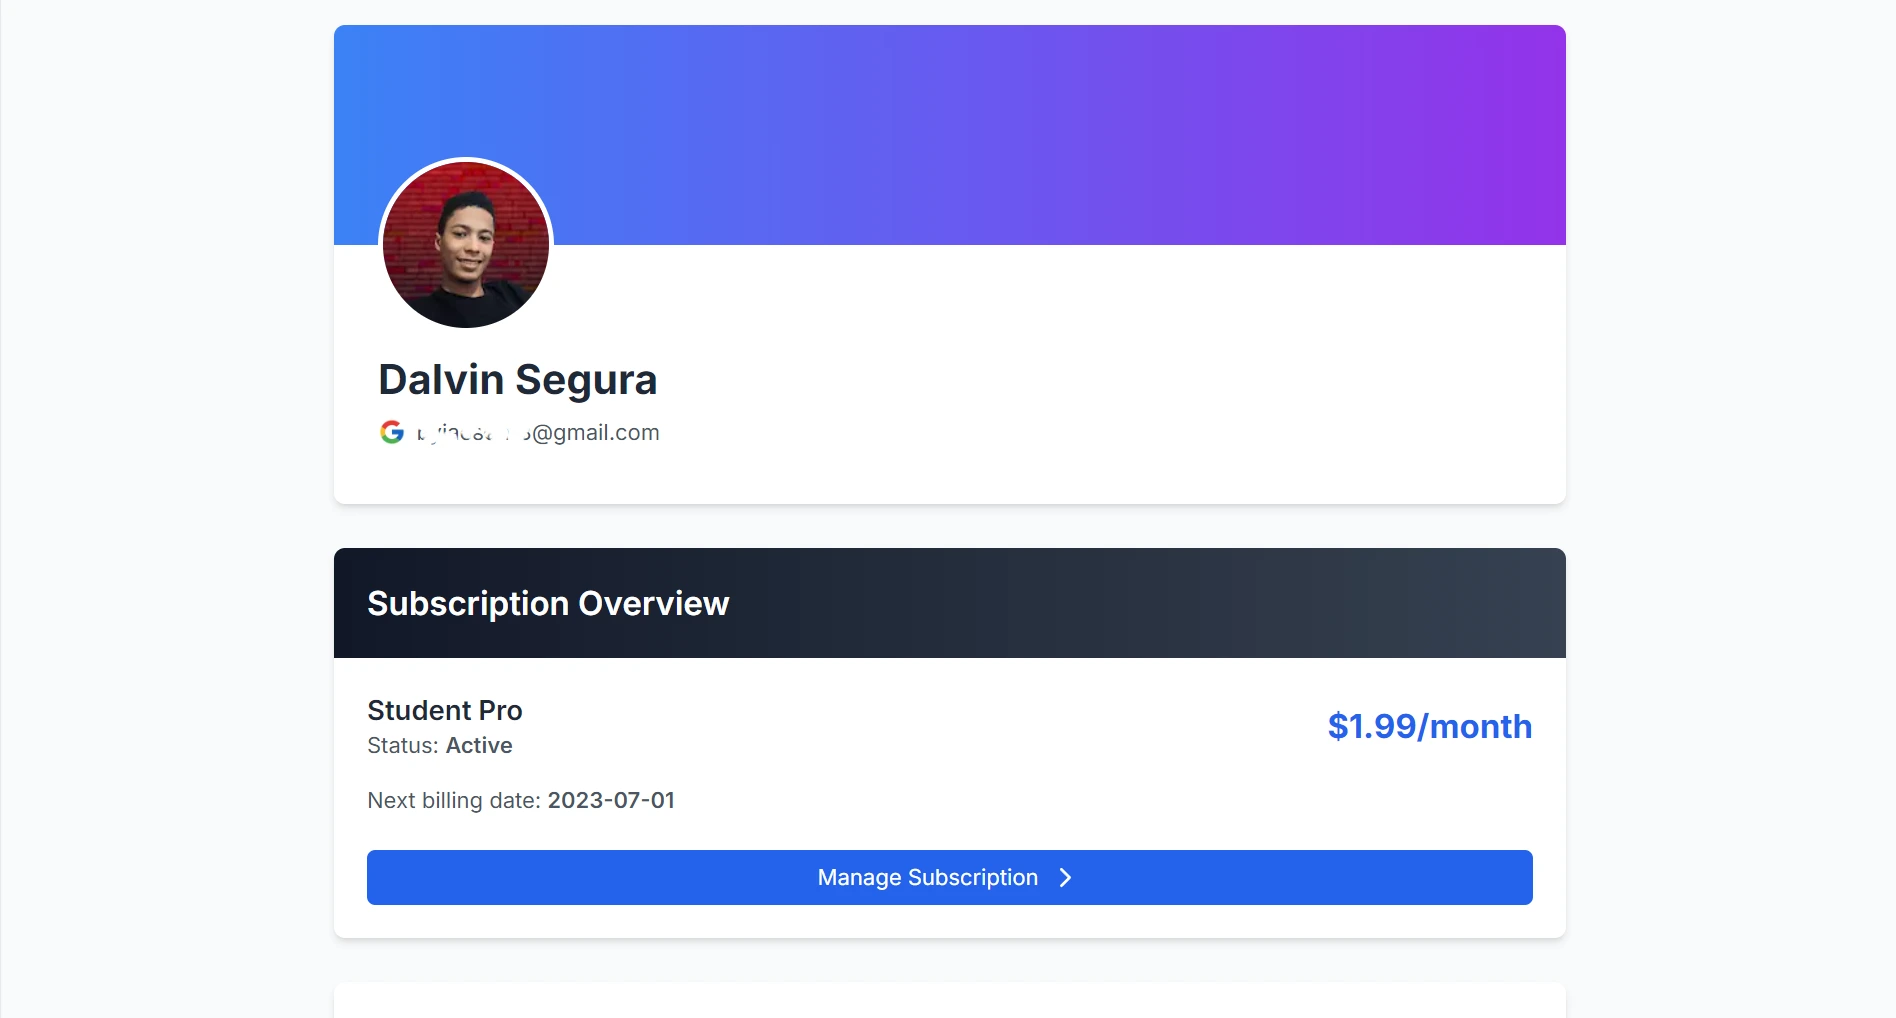 Dalvin Segura
@gmail.com
Subscription Overview
Student Pro
$1.99/month
Status: Active
Next billing date: 2023-07-01
Manage Subscription